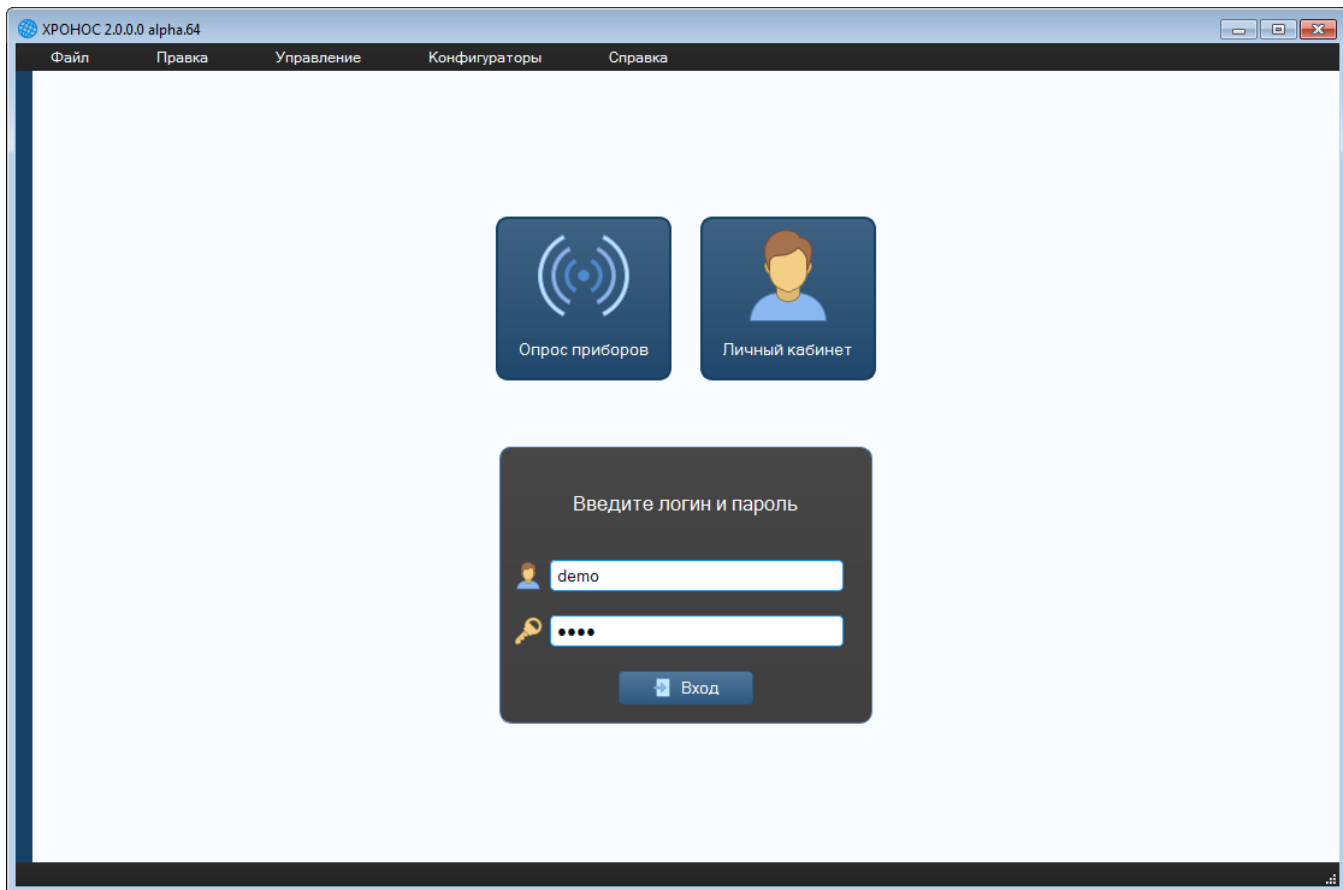 ХРОНОС 2.0.0.0 alpha.64
Файл Правка Управление Конфигураторы Справка
Опрос приборов Личный кабинет
Введите логин и пароль
demo
••••
Вход